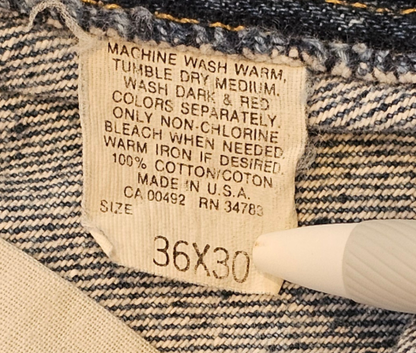 MACHINE WASH WARM,
TUMBLE DRY MEDIUM.
WASH DARK & RED
COLORS SEPARATELY.
ONLY NON-CHLORINE
BLEACH WHEN NEEDED.
WARM IRON IF DESIRED.
100% COTTON/COTON
MADE IN U.S.A.
CA 00492 RN 34783
SIZE
36X30